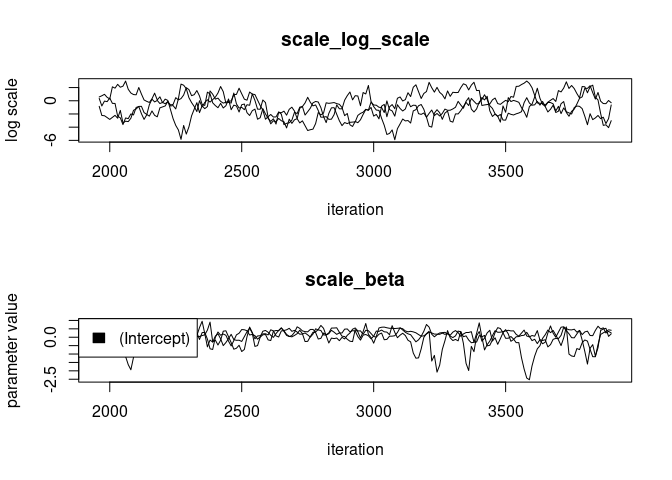 scale_log_scale
log scale
0
-6
2000 2500 3000 3500
iteration
scale_beta
parameter value
0.0
-2.5
(Intercept)
2000 2500 3000 3500
iteration